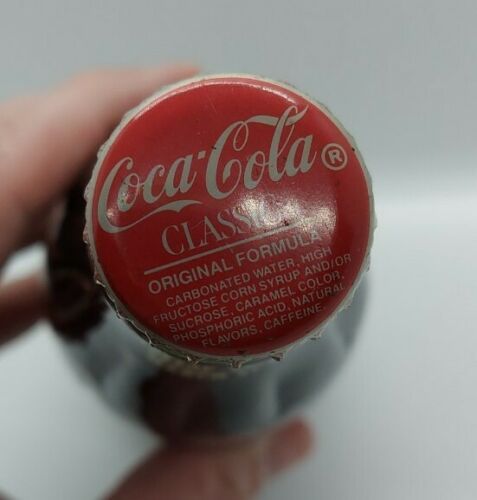 Coca-Cola ®
CLASSIC
ORIGINAL FORMULA
CARBONATED WATER, HIGH
FRUCTOSE CORN SYRUP AND/OR
SUCROSE, CARAMEL COLOR,
PHOSPHORIC ACID, NATURAL
FLAVORS, CAFFEINE.